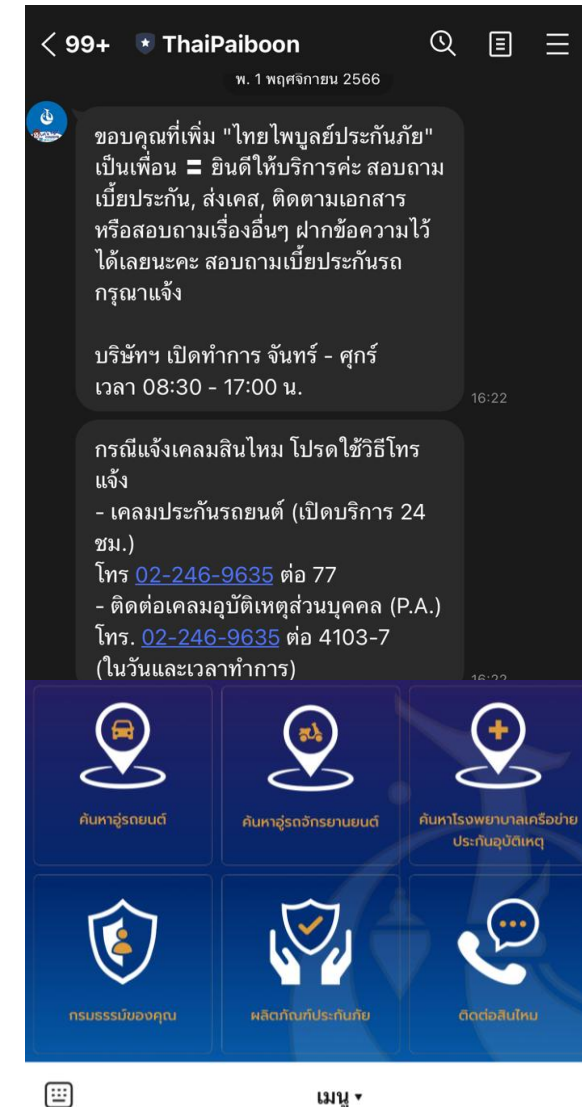 99+ ThaiPaiboon
พ. 1 พฤศจิกายน 2566
ขอบคุณที่เพิ่ม "ไทยไพบูลย์ประกันภัย"
เป็นเพื่อน 〓 ยินดีให้บริการค่ะ สอบถาม
เบี้ยประกัน, ส่งเคส, ติดตามเอกสาร
หรือสอบถามเรื่องอื่นๆ ฝากข้อความไว้
ได้เลยนะคะ สอบถามเบี้ยประกันรถ
กรุณาแจ้ง
บริษัทฯ เปิดทำการ จันทร์ - ศุกร์
เวลา 08:30 - 17:00 น.
16:22
กรณีแจ้งเคลมสินไหม โปรดใช้วิธีโทร
แจ้ง
- เคลมประกันรถยนต์ (เปิดบริการ 24
ชม.)
โทร 02-246-9635 ต่อ 77
- ติดต่อเคลมอุบัติเหตุส่วนบุคคล (P.A.)
โทร. 02-246-9635 ต่อ 4103-7
(ในวันและเวลาทำการ)
16:22
ค้นหาอู่รถยนต์
ค้นหาอู่รถจักรยานยนต์
ค้นหาโรงพยาบาลเครือข่าย
ประกันอุบัติเหตุ
กรมธรรม์ของคุณ
ผลิตภัณฑ์ประกันภัย
ติดต่อสินไหม
เมนู